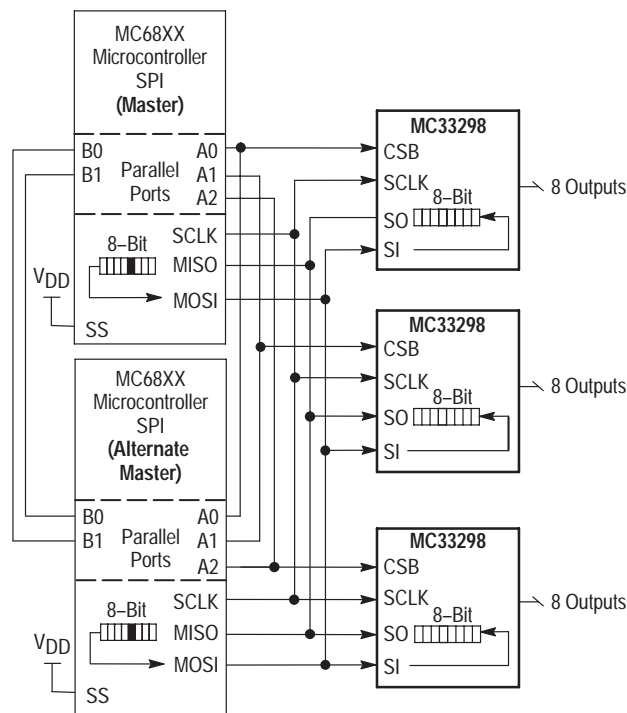 MC68XX
Microcontroller
SPI
(Master)
B0
B1
Parallel
Ports
A0
A1
A2
8–Bit
SCLK
MISO
MOSI
VDD
SS
MC68XX
Microcontroller
SPI
(Alternate
Master)
B0
B1
Parallel
Ports
A0
A1
A2
8–Bit
SCLK
MISO
MOSI
VDD
SS
MC33298
CSB
SCLK
8–Bit
SO
SI
8 Outputs
MC33298
CSB
SCLK
8–Bit
SO
SI
8 Outputs
MC33298
CSB
SCLK
8–Bit
SO
SI
8 Outputs